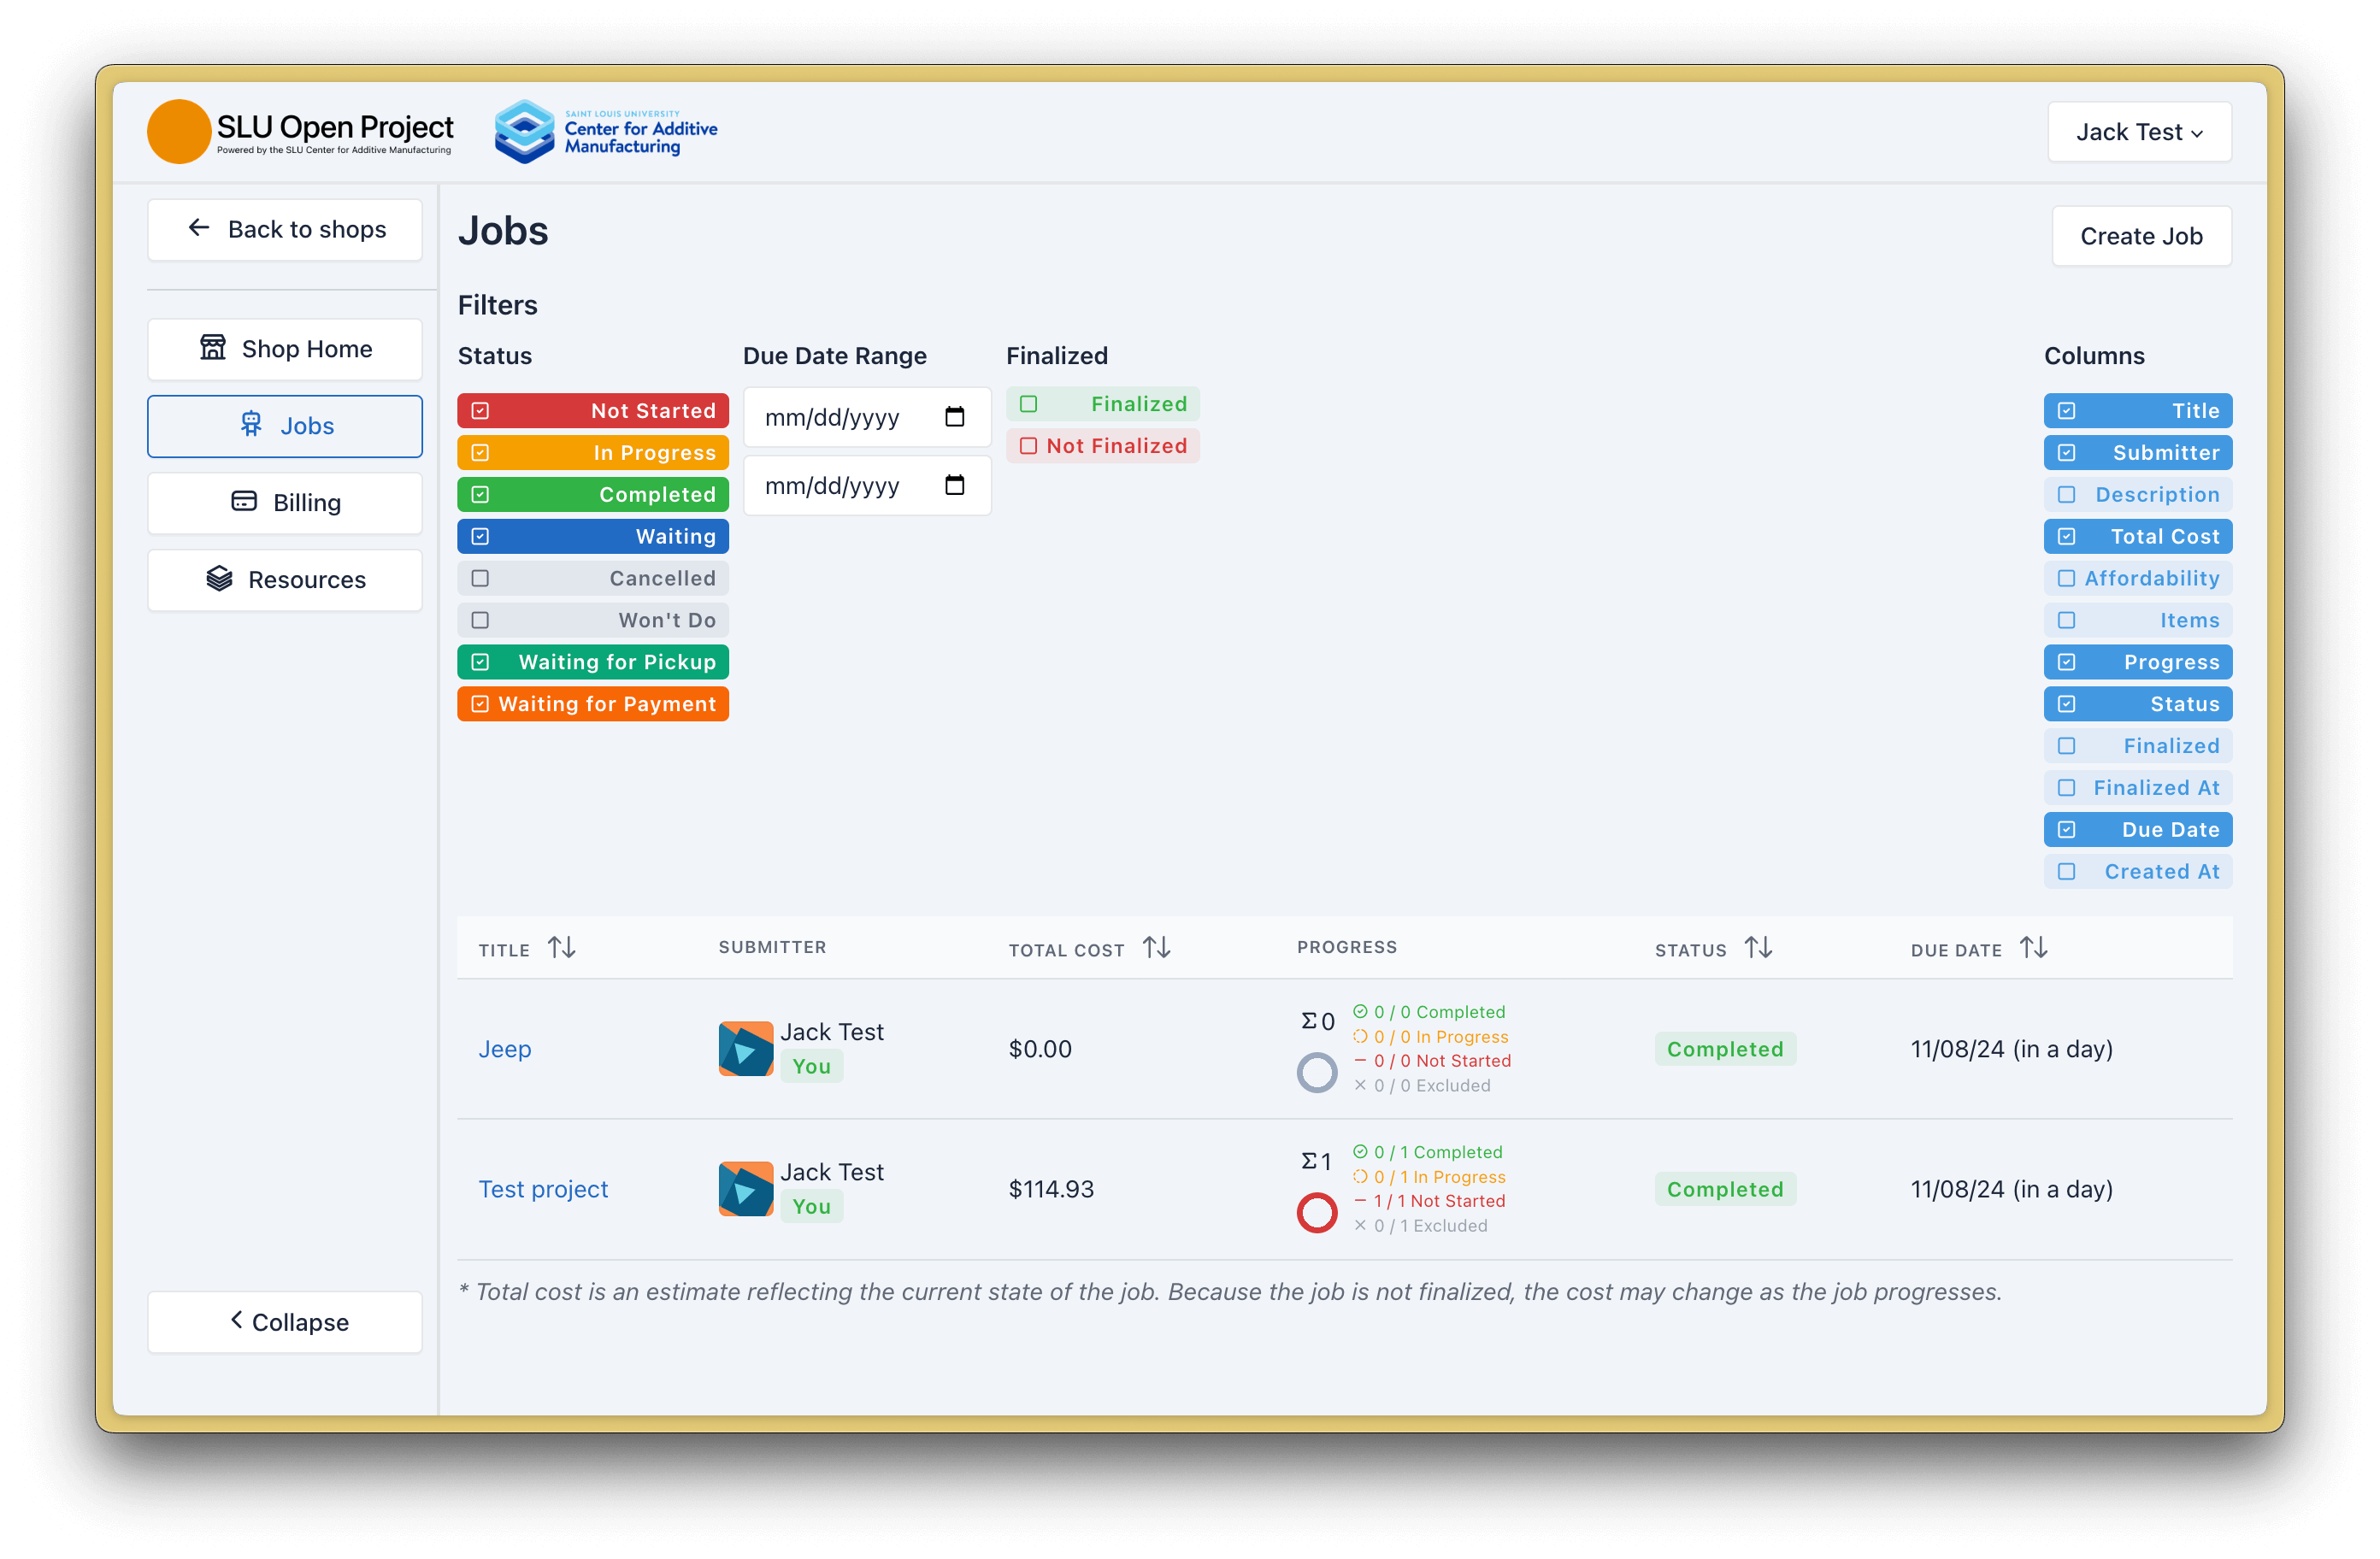 SLU Open Project
Powered by the SLU Center for Additive Manufacturing
SAINT LOUIS UNIVERSITY
Center for Additive
Manufacturing
Jack Test
Back to shops
Shop Home
Jobs
Billing
Resources
Collapse
Jobs
Create Job
Filters
Status
Not Started
In Progress
Completed
Waiting
Cancelled
Won't Do
Waiting for Pickup
Waiting for Payment
Due Date Range
mm/dd/yyyy
mm/dd/yyyy
Finalized
Finalized
Not Finalized
Columns
Title
Submitter
Description
Total Cost
Affordability
Items
Progress
Status
Finalized
Finalized At
Due Date
Created At
TITLE SUBMITTER TOTAL COST PROGRESS STATUS DUE DATE
Jeep
Jack Test
You
$0.00
Σ 0
0 / 0 Completed
0 / 0 In Progress
0 / 0 Not Started
0 / 0 Excluded
Completed
11/08/24 (in a day)
Test project
Jack Test
You
$114.93
Σ 1
0 / 1 Completed
0 / 1 In Progress
1 / 1 Not Started
0 / 1 Excluded
Completed
11/08/24 (in a day)
* Total cost is an estimate reflecting the current state of the job. Because the job is not finalized, the cost may change as the job progresses.